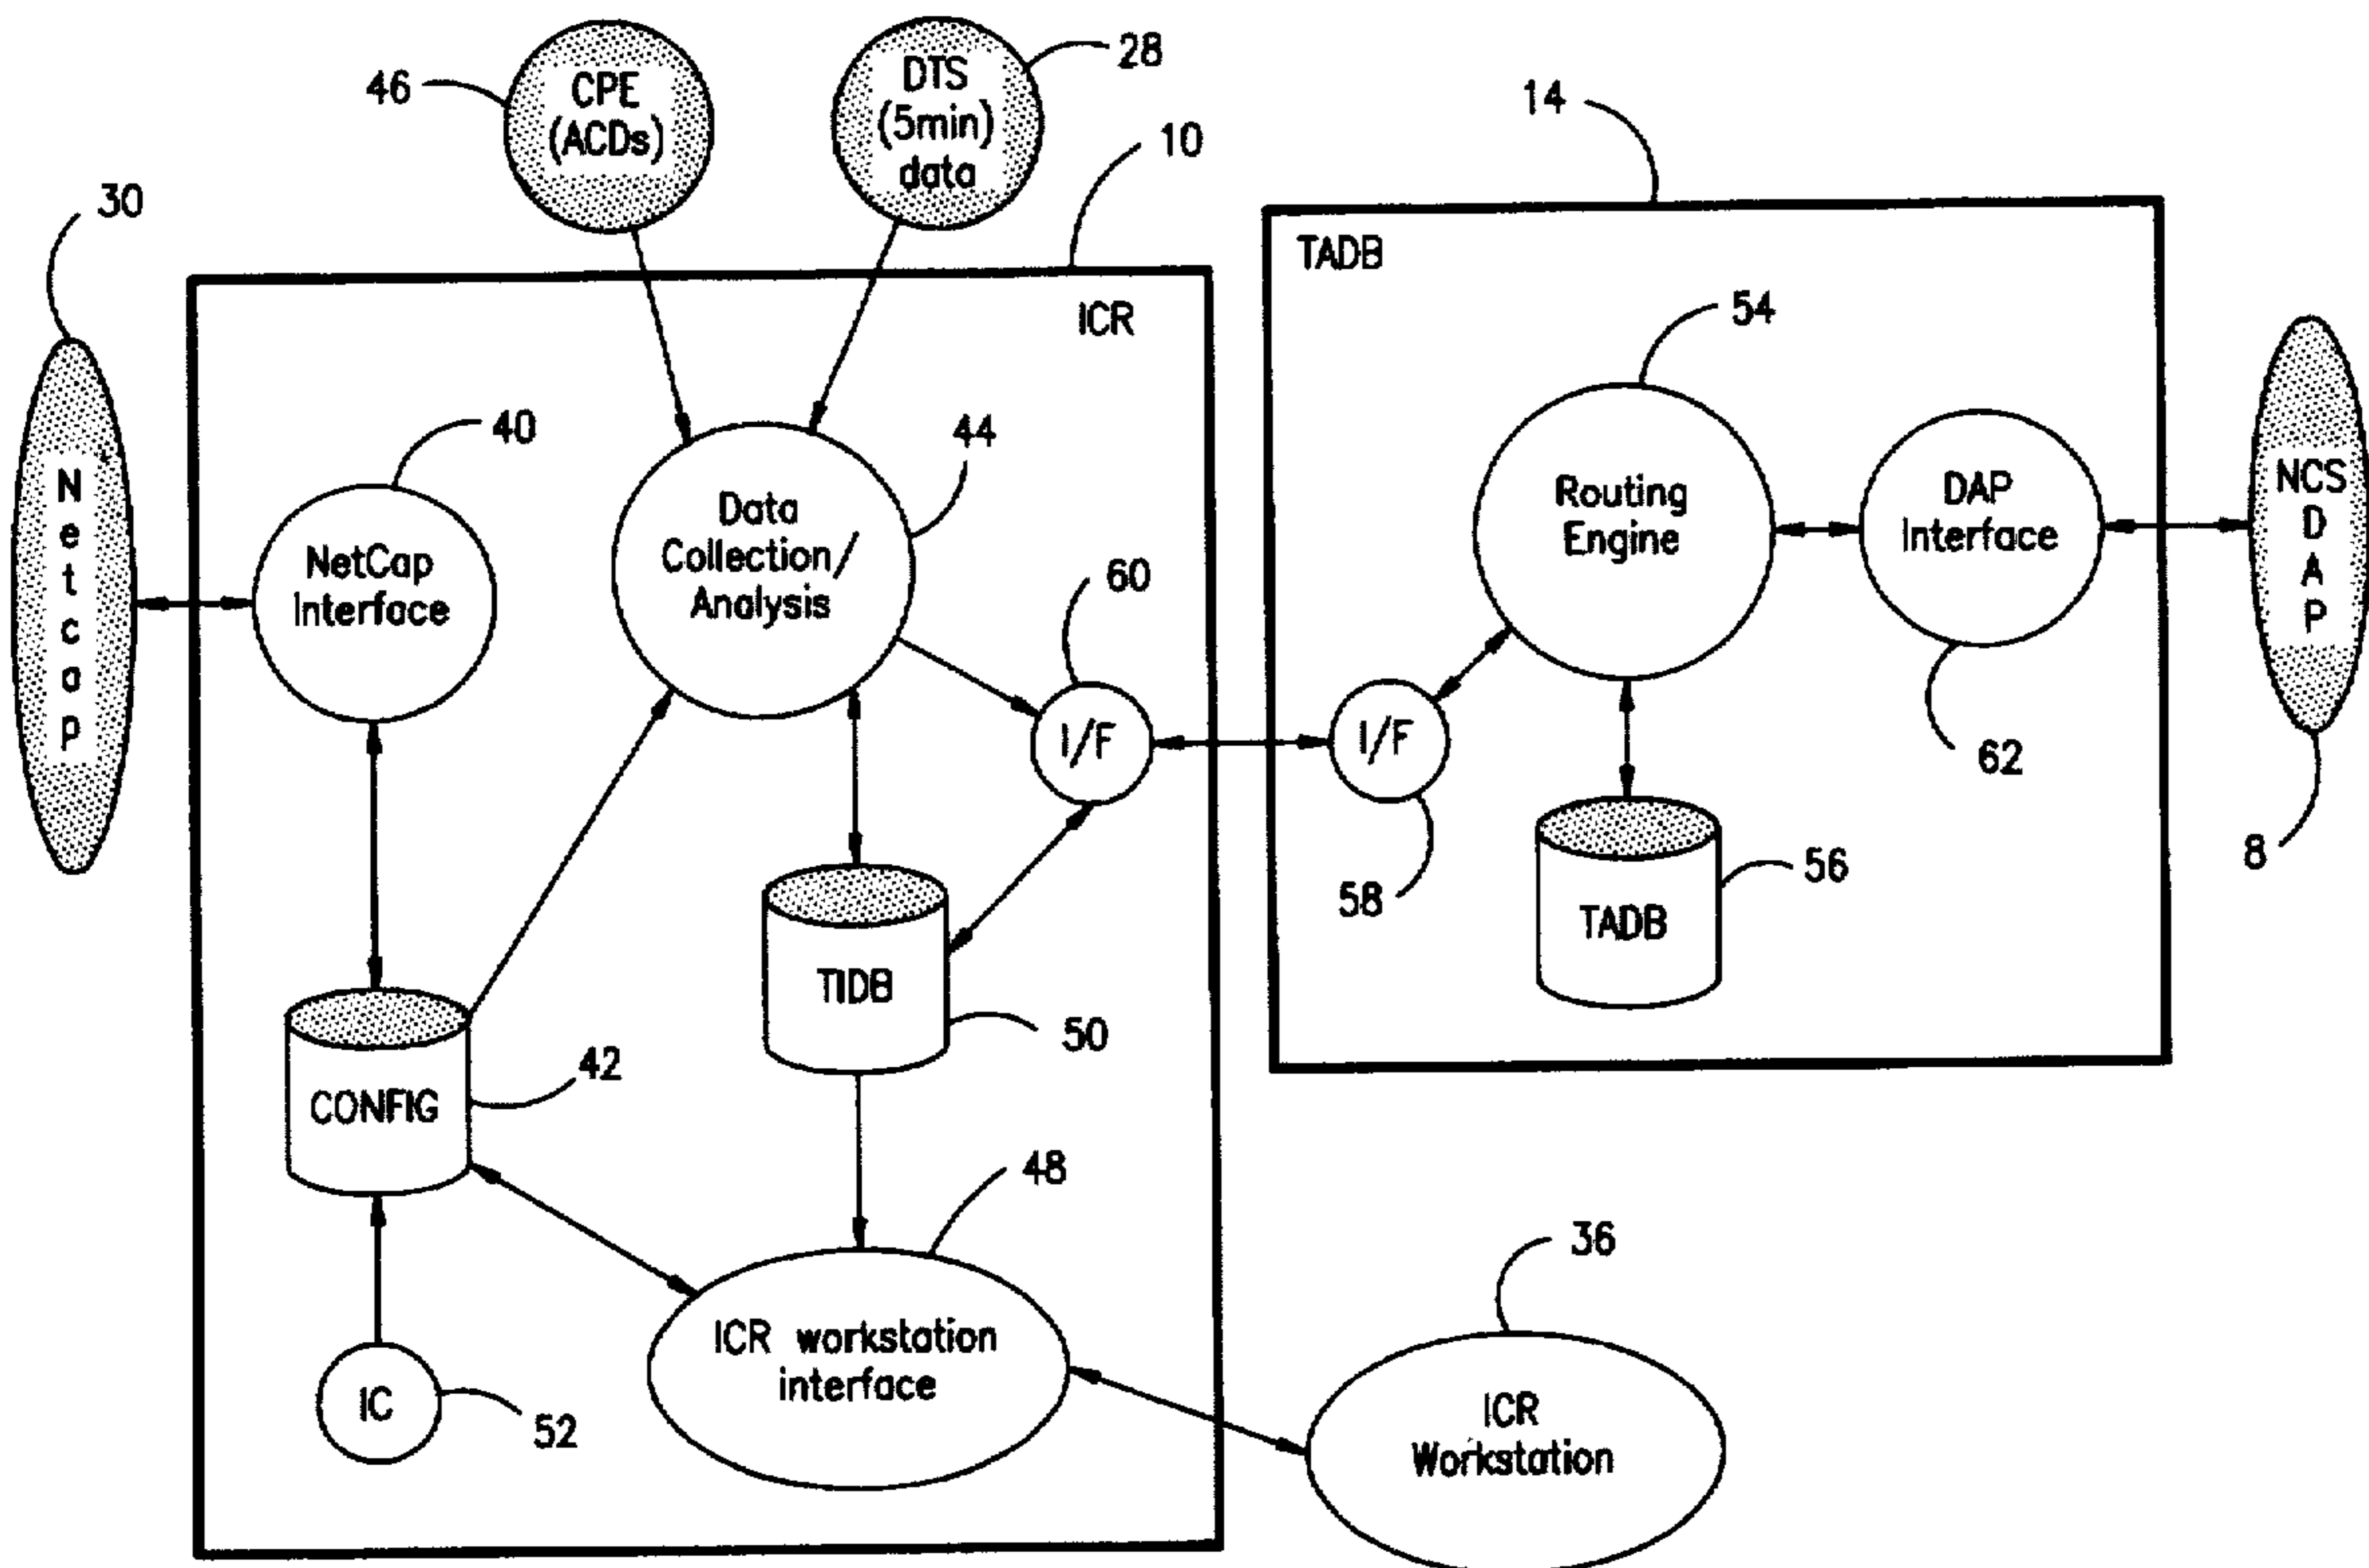 46
CPE
(ACDs)
DTS
(5min)
data
28
10
14
30
ICR
TADB
54
Netcap
40
NetCap
Interface
Data
Collection/
Analysis
44
60
I/F
Routing
Engine
DAP
Interface
62
NCS
DAP
8
I/F
58
TADB
56
TIDB
50
CONFIG
42
48
ICR workstation
interface
IC
52
36
ICR
Workstation